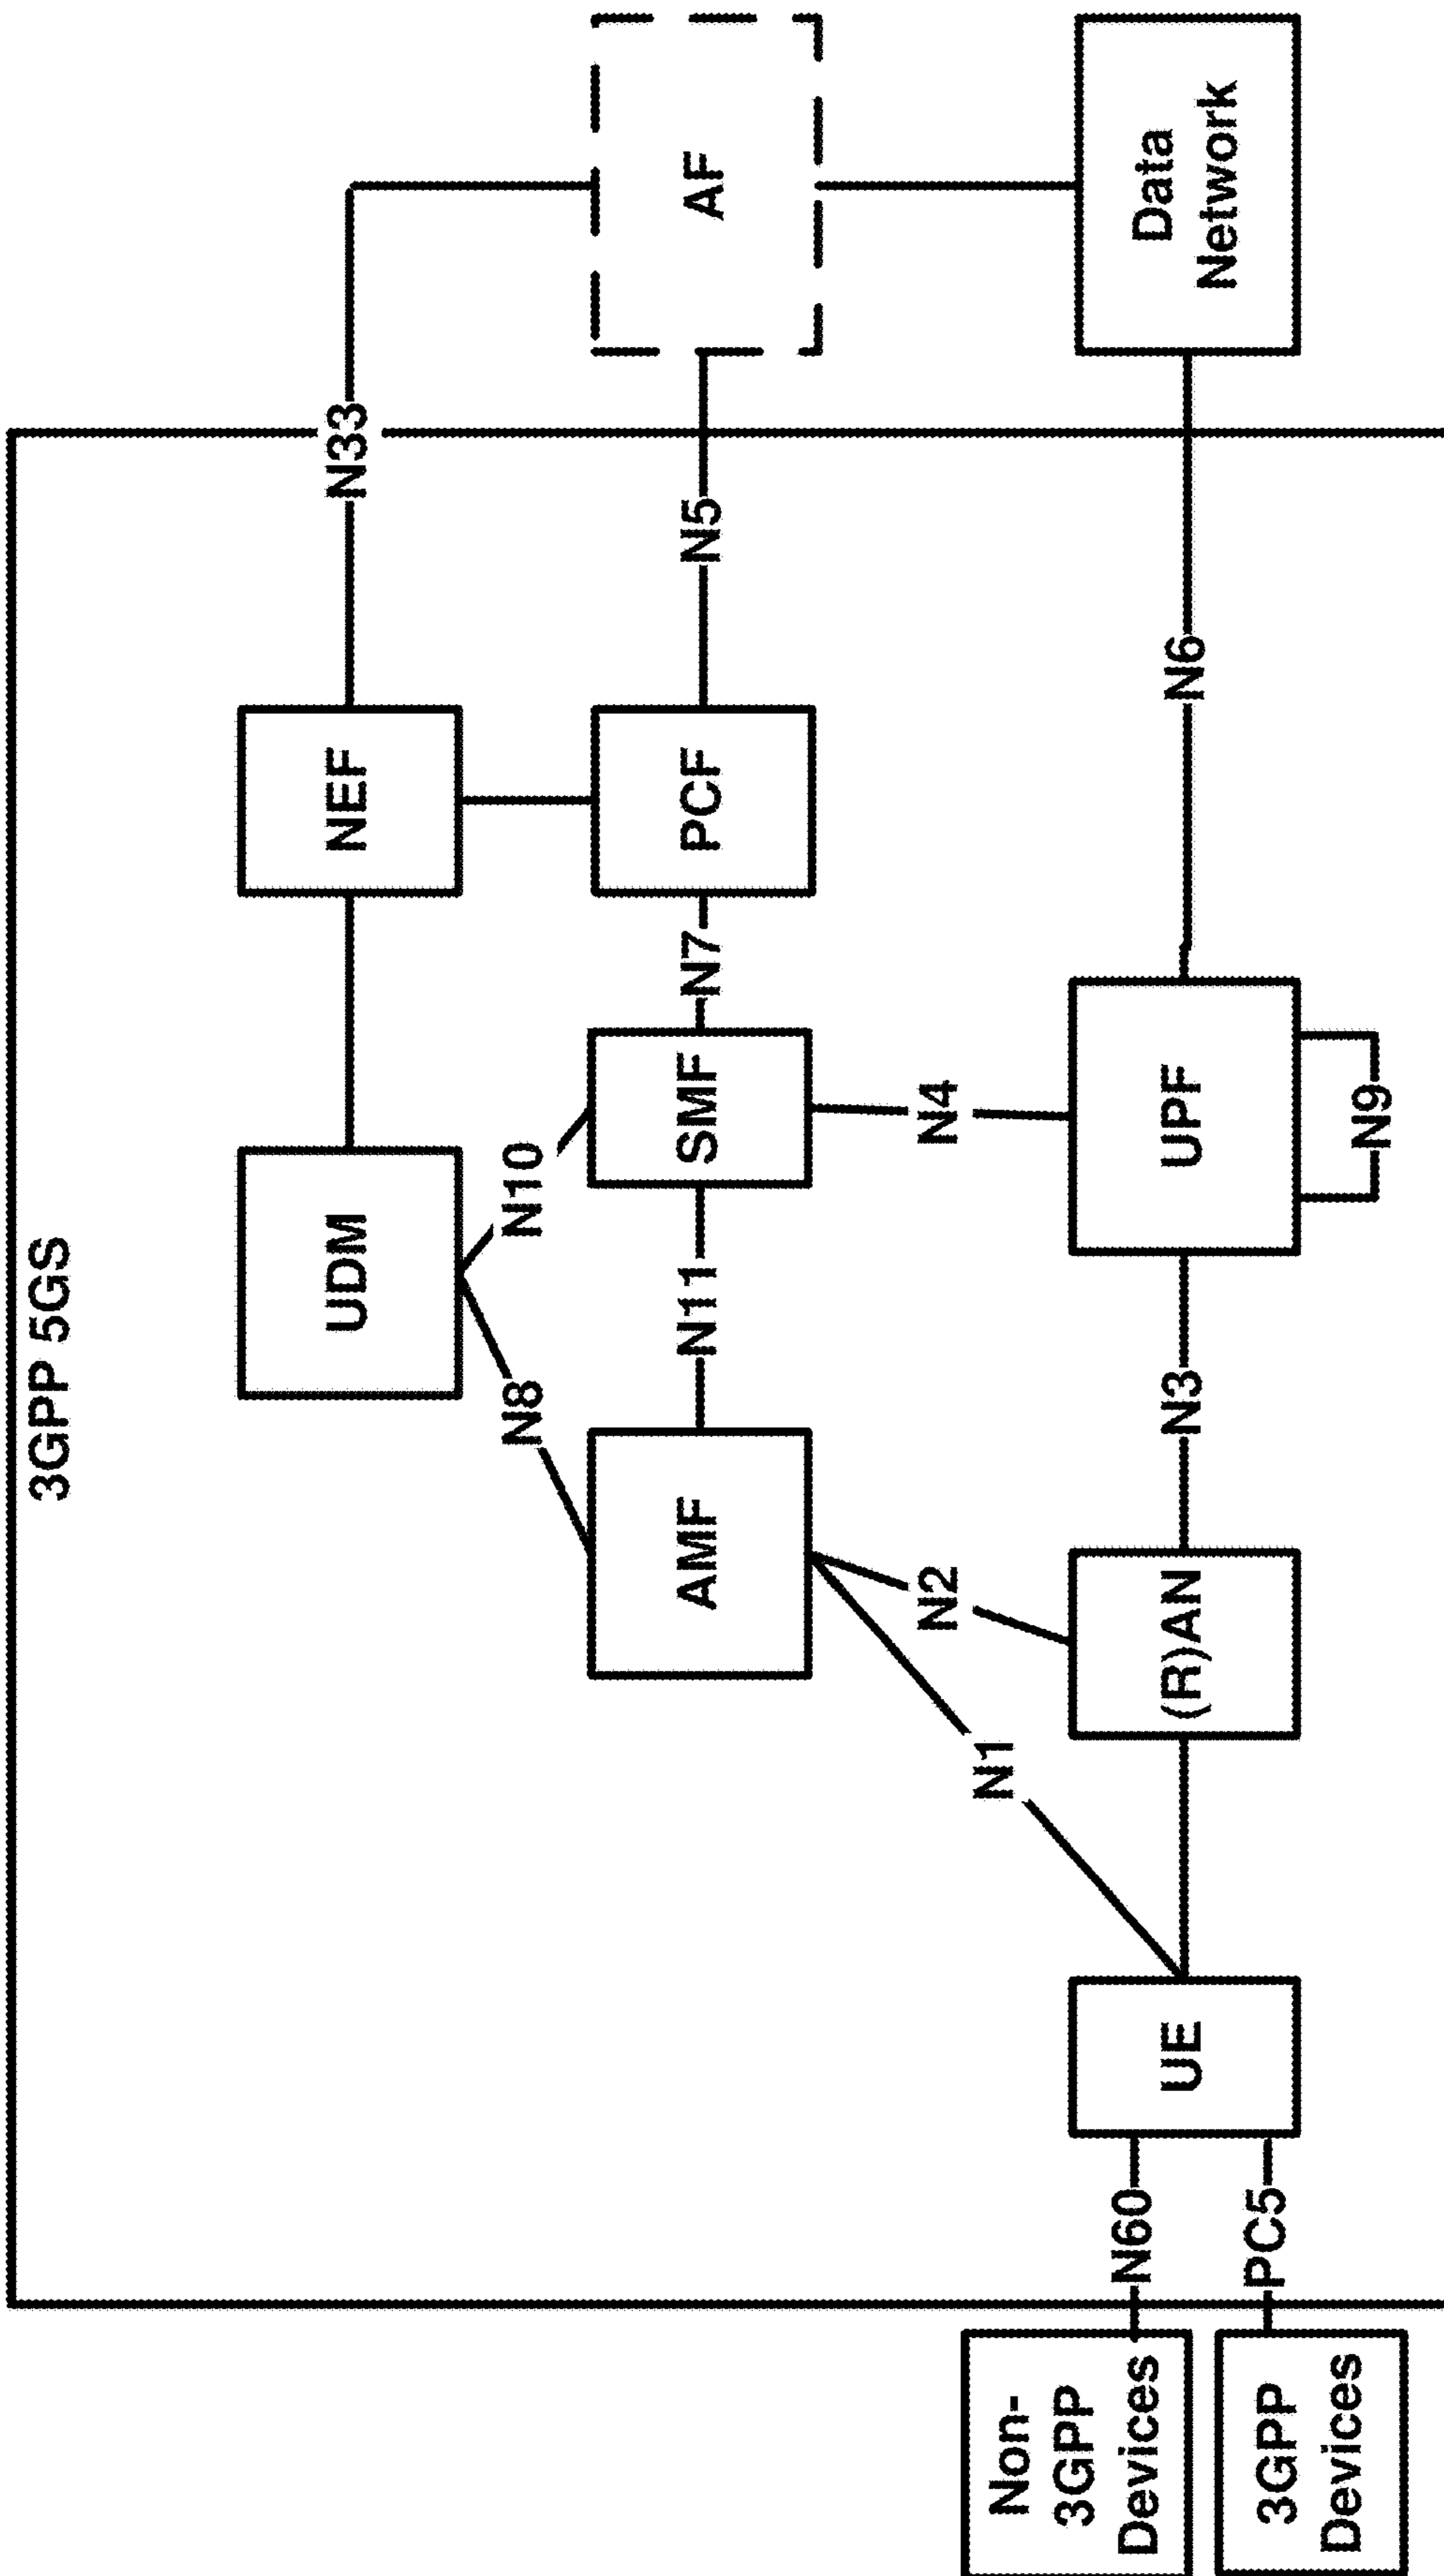 3GPP 5GS
UDM
NEF
N33
N8
N10
AMF
N11
SMF
N7
PCF
N5
AF
N1
N2
N4
Non-
3GPP
Devices
N60
UE
(R)AN
N3
UPF
N6
Data
Network
3GPP
Devices
PC5
N9